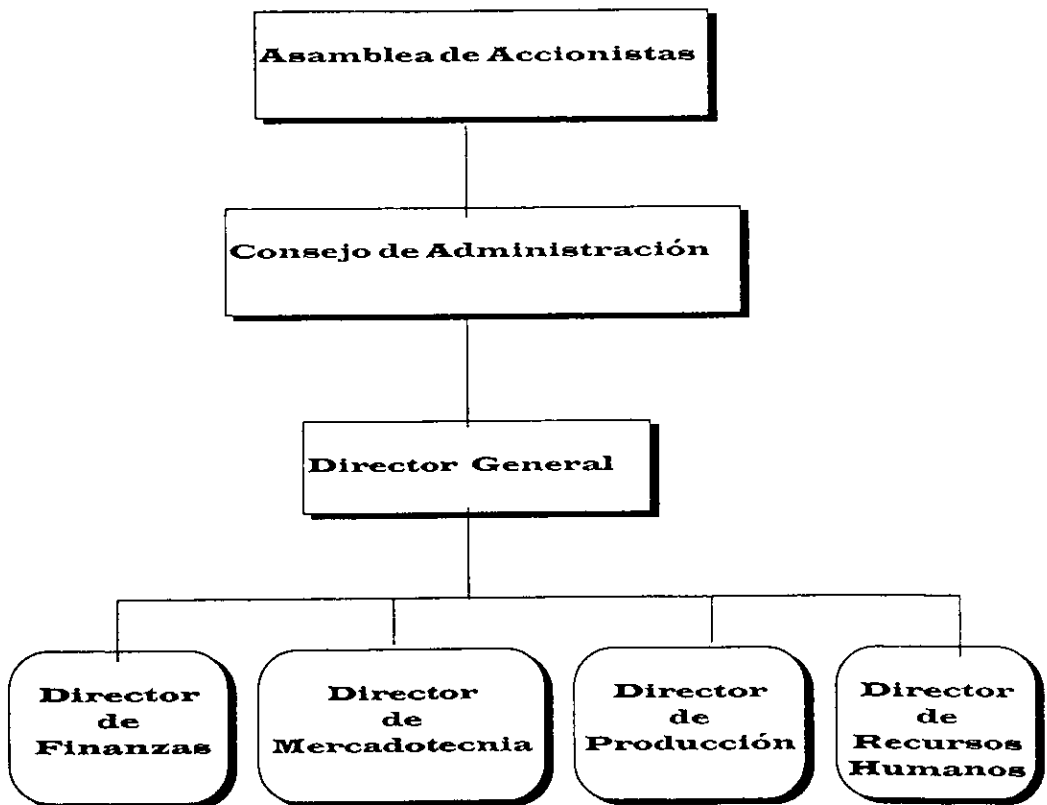 Asamblea de Accionistas
Consejo de Administración
Director General
Director
de
Finanzas
Director
de
Mercadotecnia
Director
de
Producción
Director
de
Recursos
Humanos